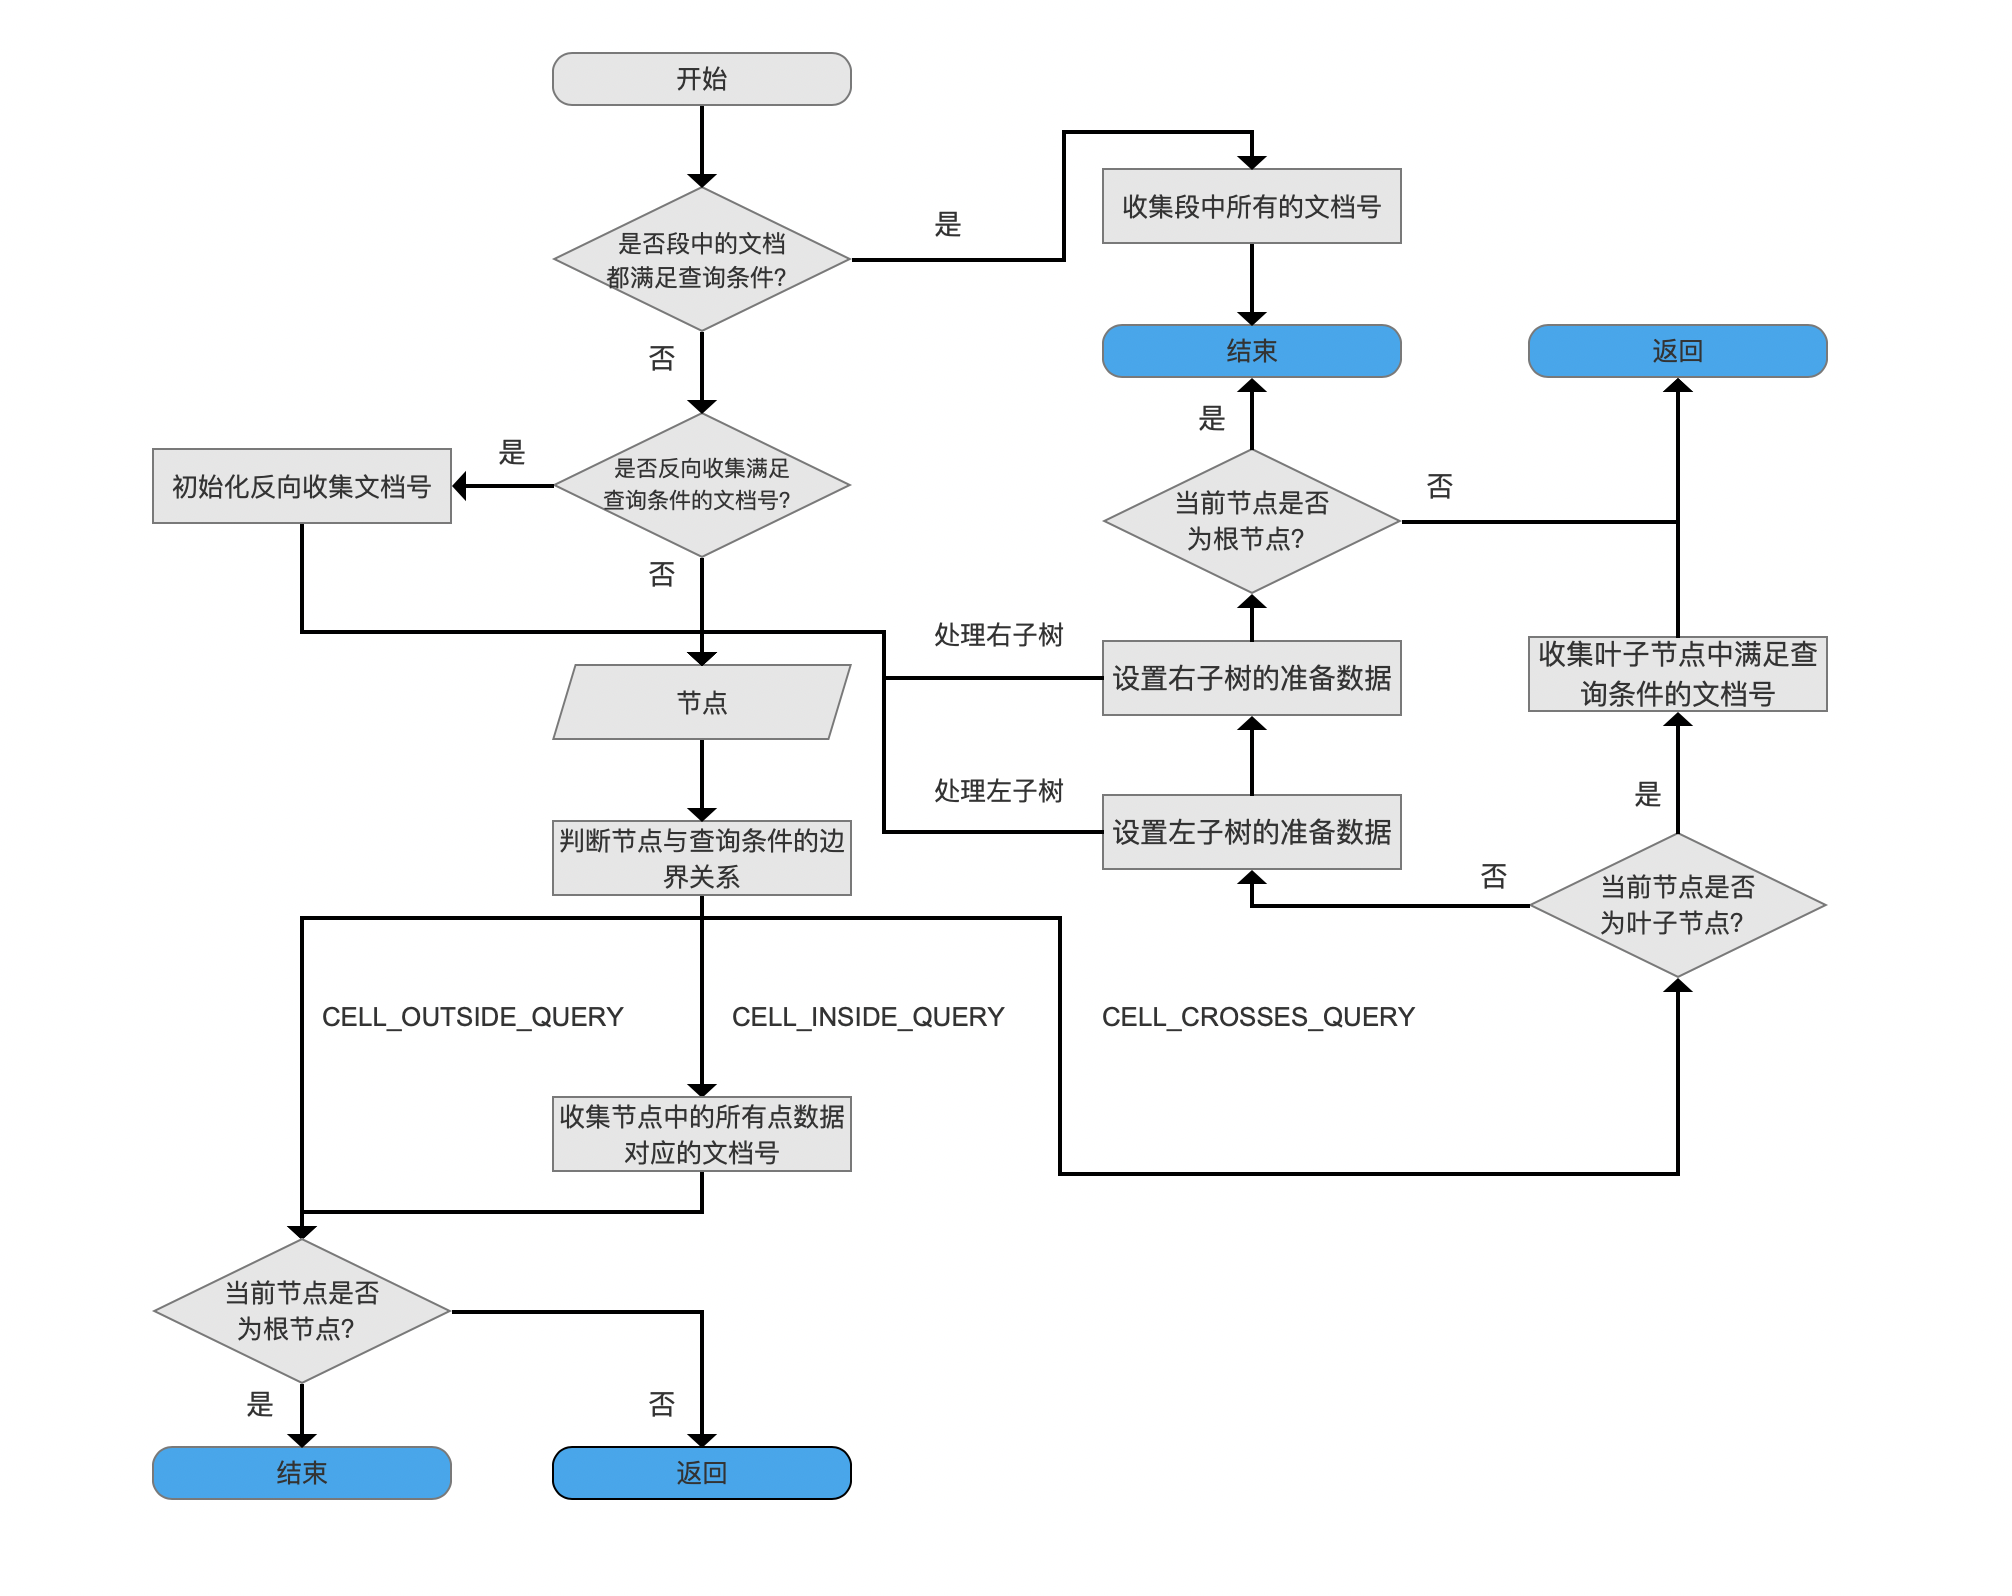 开始
是否段中的文档
都满足查询条件?
是
收集段中所有的文档号
否
结束
返回
是
初始化反向收集文档号
是
是否反向收集满足
查询条件的文档号?
否
当前节点是否
为根节点?
否
处理右子树
设置右子树的准备数据
收集叶子节点中满足查
询条件的文档号
节点
处理左子树
设置左子树的准备数据
是
判断节点与查询条件的边
界关系
否
当前节点是否
为叶子节点?
CELL_OUTSIDE_QUERY
CELL_INSIDE_QUERY
CELL_CROSSES_QUERY
收集节点中的所有点数据
对应的文档号
当前节点是否
为根节点?
是
否
结束
返回